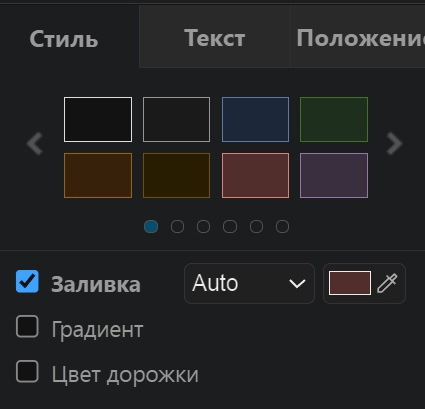 Стиль Текст Положени
Заливка Auto
Градиент
Цвет дорожки